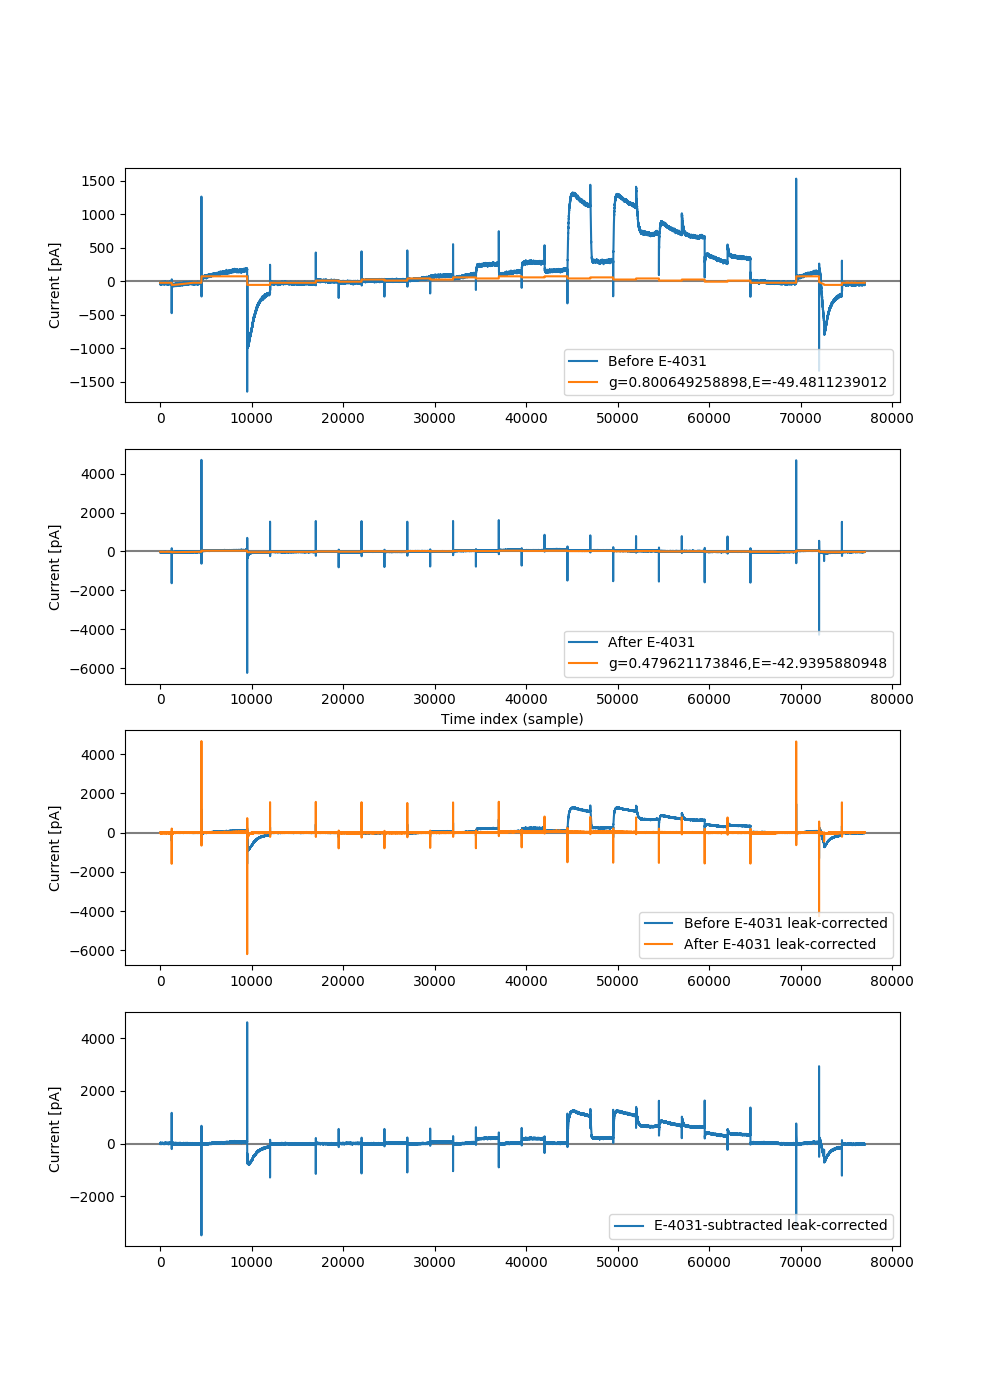 1500
1000
500
0
−500
−1000
−1500
Current [pA]
Before E-4031
g=0.800649258898,E=-49.4811239012
0 10000 20000 30000 40000 50000 60000 70000 80000
4000
2000
0
−2000
−4000
−6000
Current [pA]
After E-4031
g=0.479621173846,E=-42.9395880948
0 10000 20000 30000 40000 50000 60000 70000 80000
Time index (sample)
4000
2000
0
−2000
−4000
−6000
Current [pA]
Before E-4031 leak-corrected
After E-4031 leak-corrected
0 10000 20000 30000 40000 50000 60000 70000 80000
4000
2000
0
−2000
Current [pA]
E-4031-subtracted leak-corrected
0 10000 20000 30000 40000 50000 60000 70000 80000